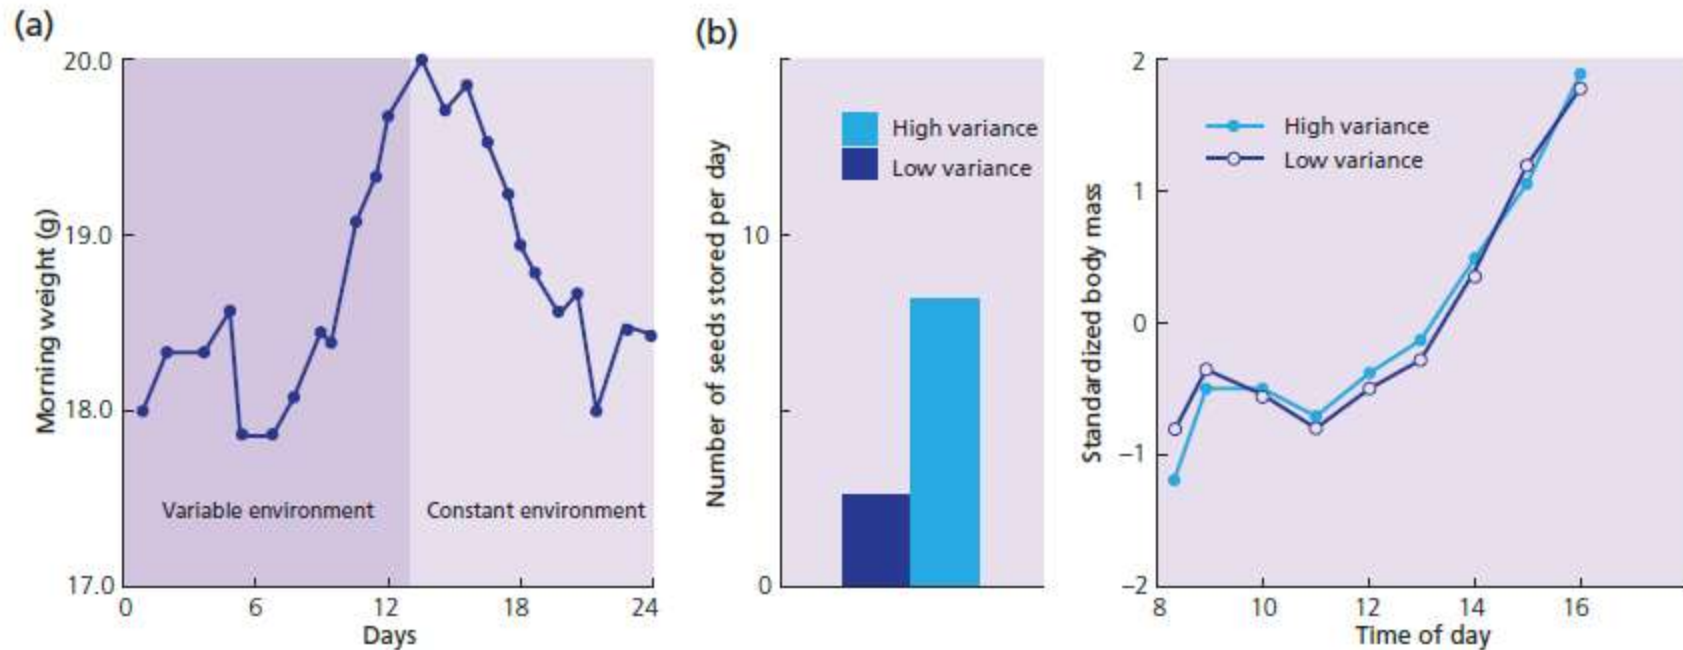 (a)
Morning weight (g)
20.0
19.0
18.0
17.0
Variable environment
Constant environment
0 6 12 18 24
Days
(b)
Number of seeds stored per day
10
0
High variance
Low variance
Standardized body mass
2
1
0
–1
–2
High variance
Low variance
8 10 12 14 16
Time of day